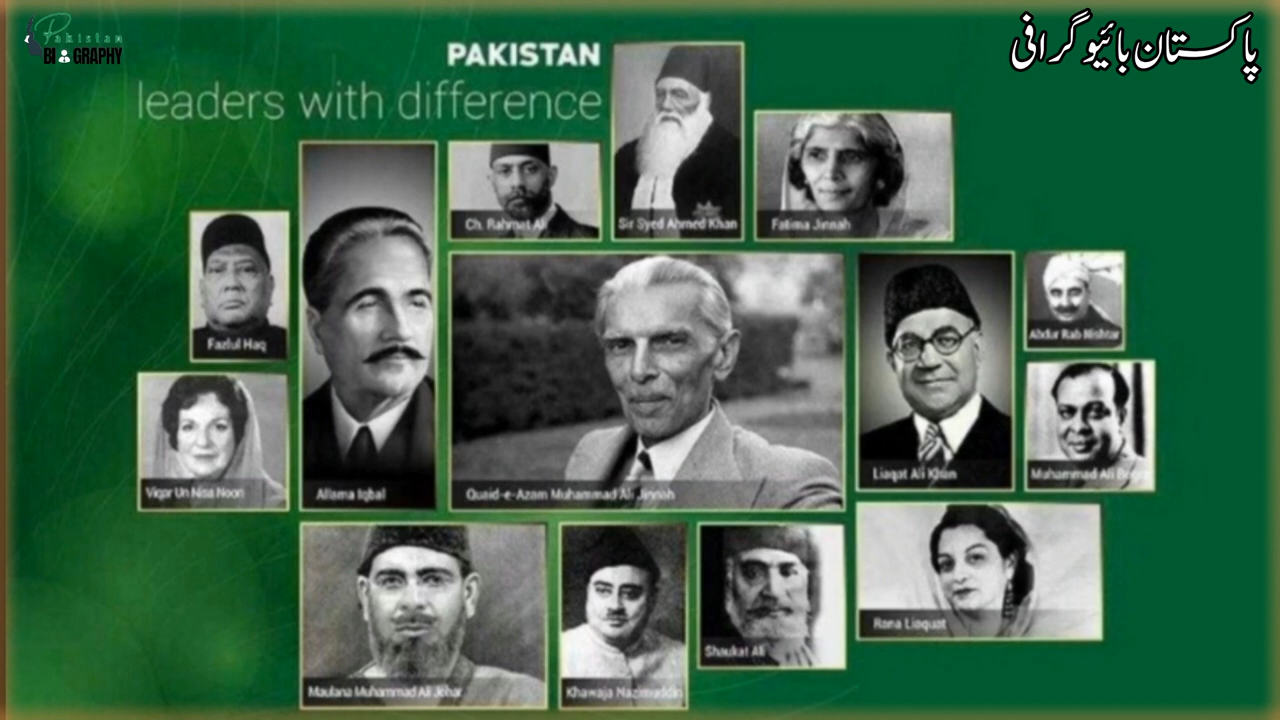 Pakistan
BIOGRAPHY
پاکستان بائیو گرافی
PAKISTAN
leaders with difference
Ch. Rahmat Ali
Sir Syed Ahmed Khan
Fatima Jinnah
Fazlul Haq
Allama Iqbal
Quaid-e-Azam Muhammad Ali Jinnah
Liaqat Ali Khan
Abdur Rab Nishtar
Viqar Un Nisa Noon
Muhammad Ali Bogra
Maulana Muhammad Ali Johar
Khawaja Nazimuddin
Shaukat Ali
Rana Liaquat